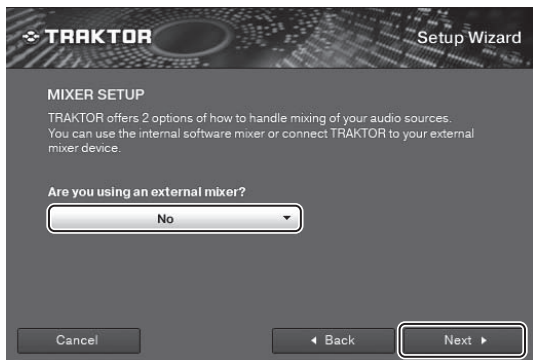 TRAKTOR
Setup Wizard
MIXER SETUP
TRAKTOR offers 2 options of how to handle mixing of your audio sources.
You can use the internal software mixer or connect TRAKTOR to your external
mixer device.
Are you using an external mixer?
No
Cancel
Back
Next